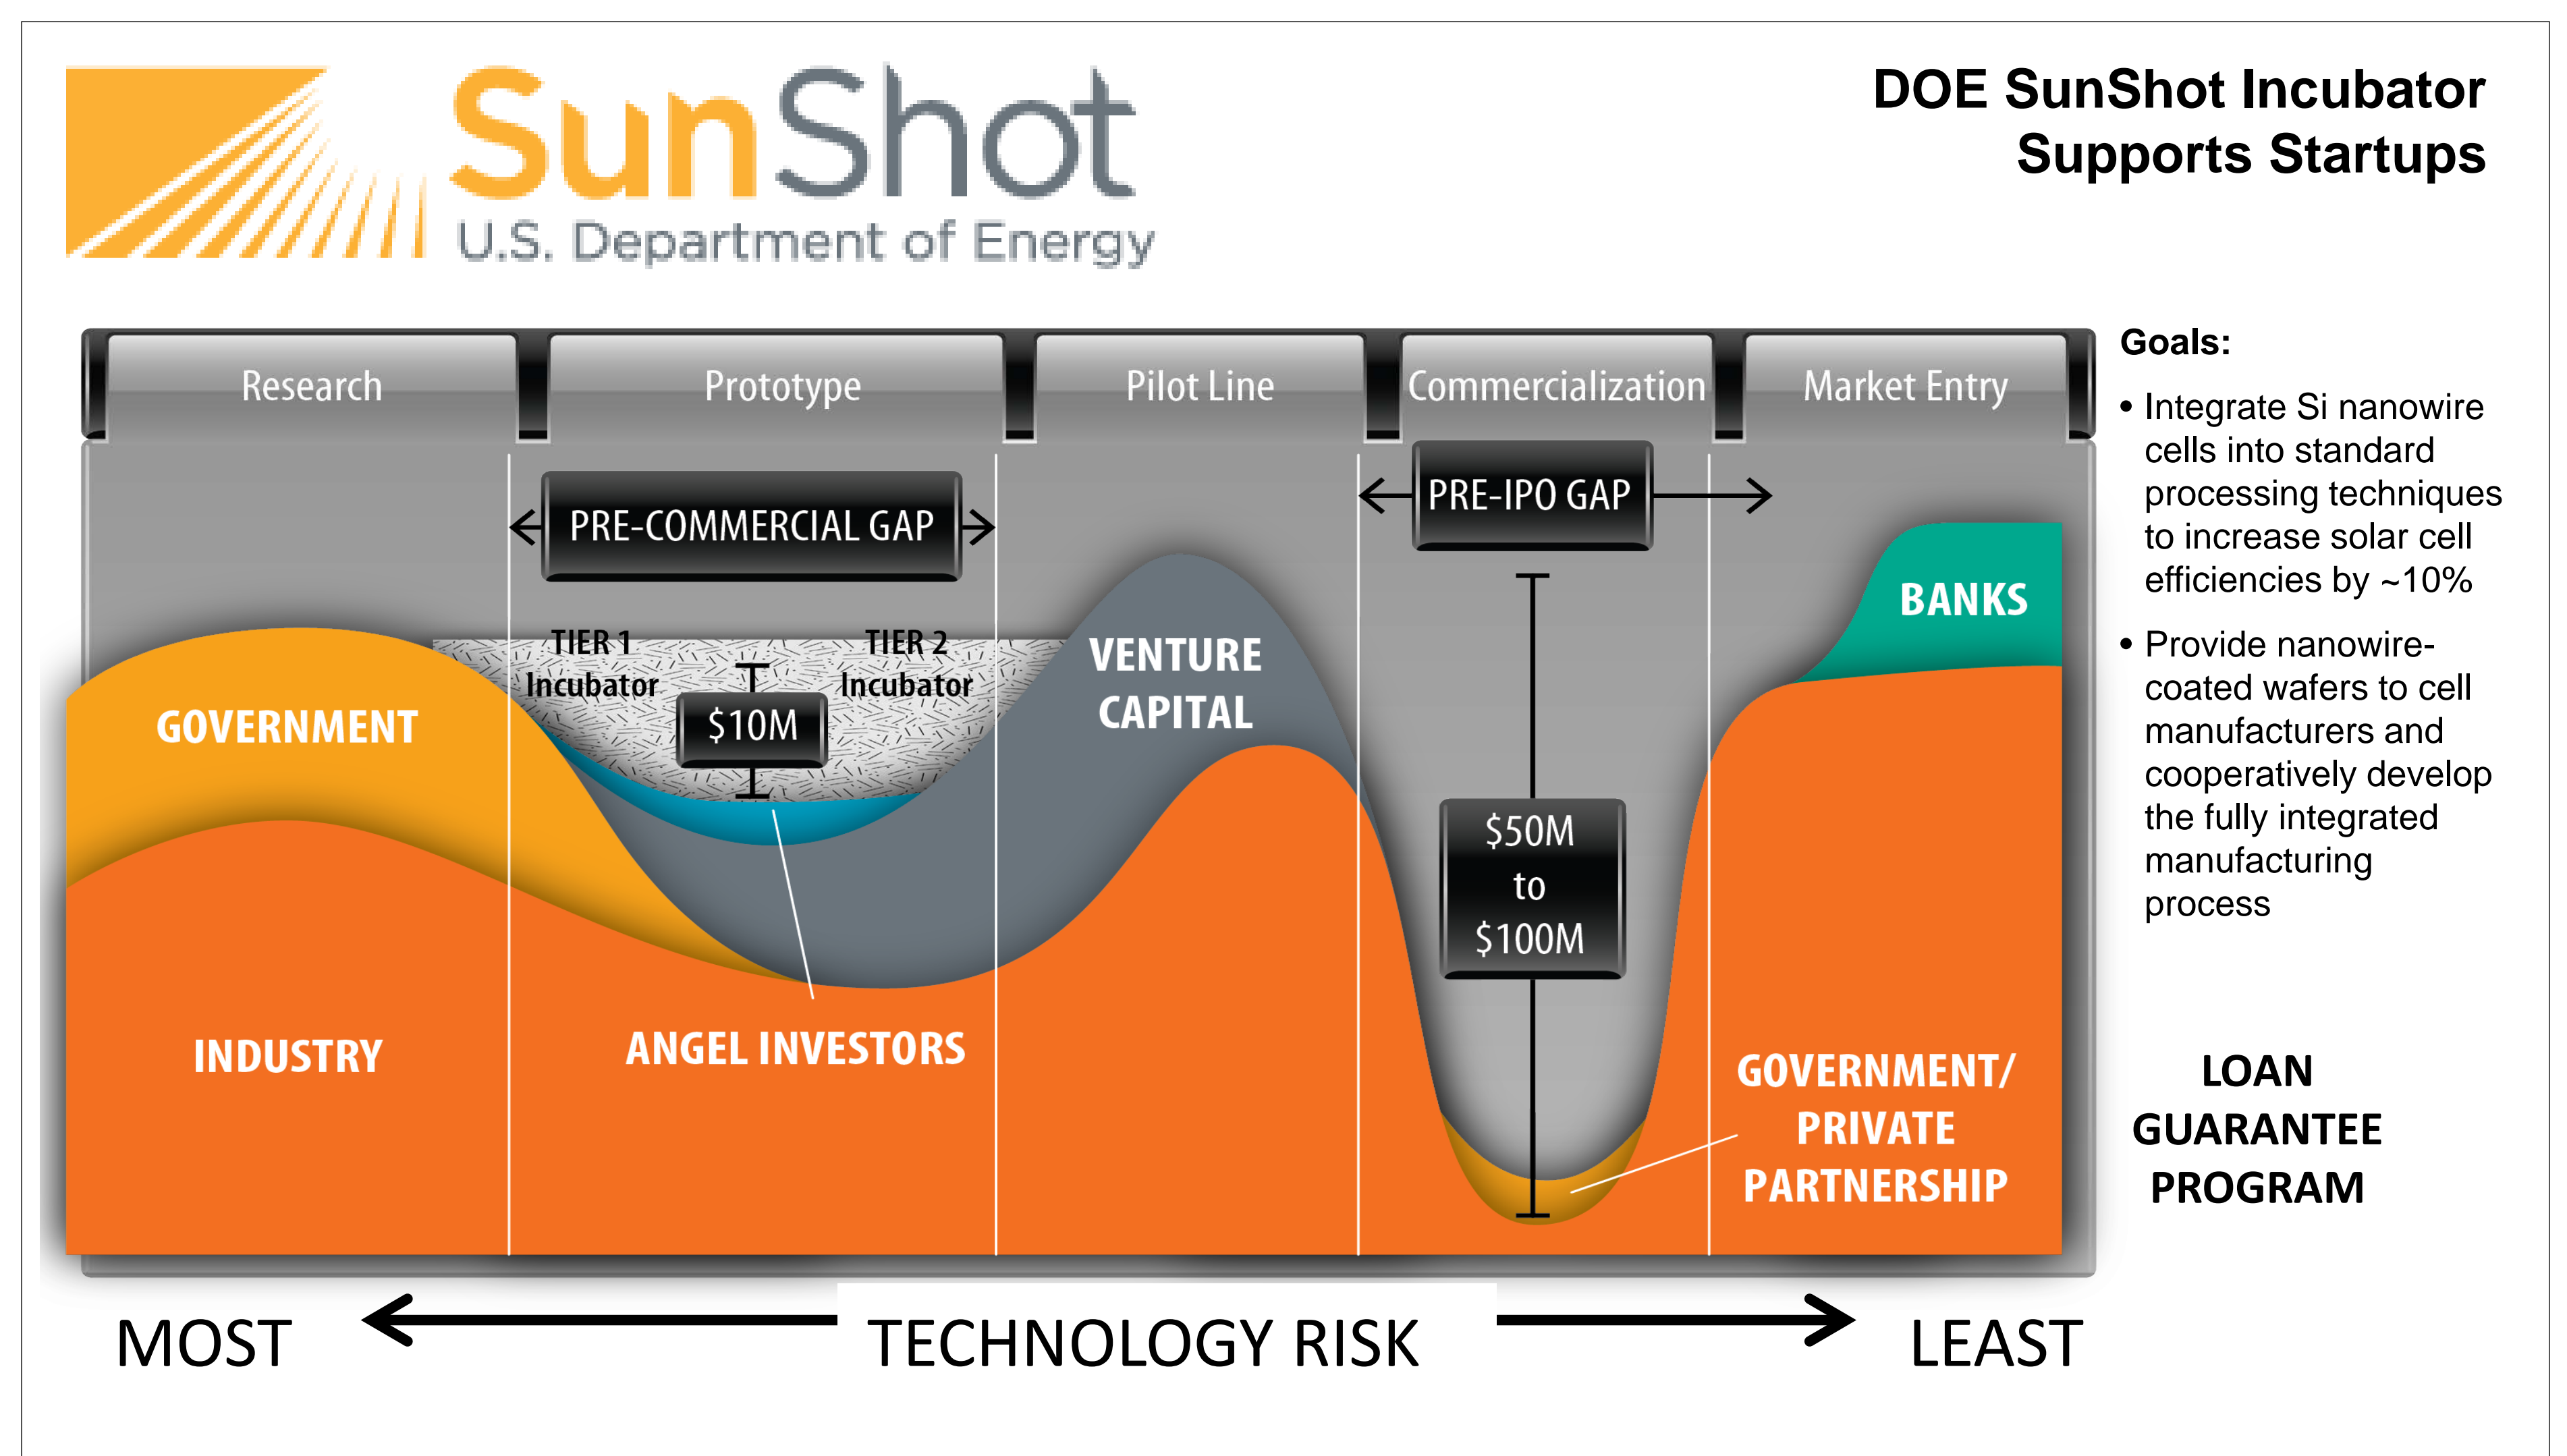 SunShot
U.S. Department of Energy
DOE SunShot Incubator
Supports Startups
Research
Prototype
Pilot Line
Commercialization
Market Entry
PRE-COMMERCIAL GAP
PRE-IPO GAP
TIER 1
Incubator
TIER 2
Incubator
$10M
GOVERNMENT
VENTURE
CAPITAL
BANKS
$50M
to
$100M
INDUSTRY
ANGEL INVESTORS
GOVERNMENT/
PRIVATE
PARTNERSHIP
Goals:
• Integrate Si nanowire
cells into standard
processing techniques
to increase solar cell
efficiencies by ~10%
• Provide nanowire-
coated wafers to cell
manufacturers and
cooperatively develop
the fully integrated
manufacturing
process
LOAN
GUARANTEE
PROGRAM
MOST
TECHNOLOGY RISK
LEAST